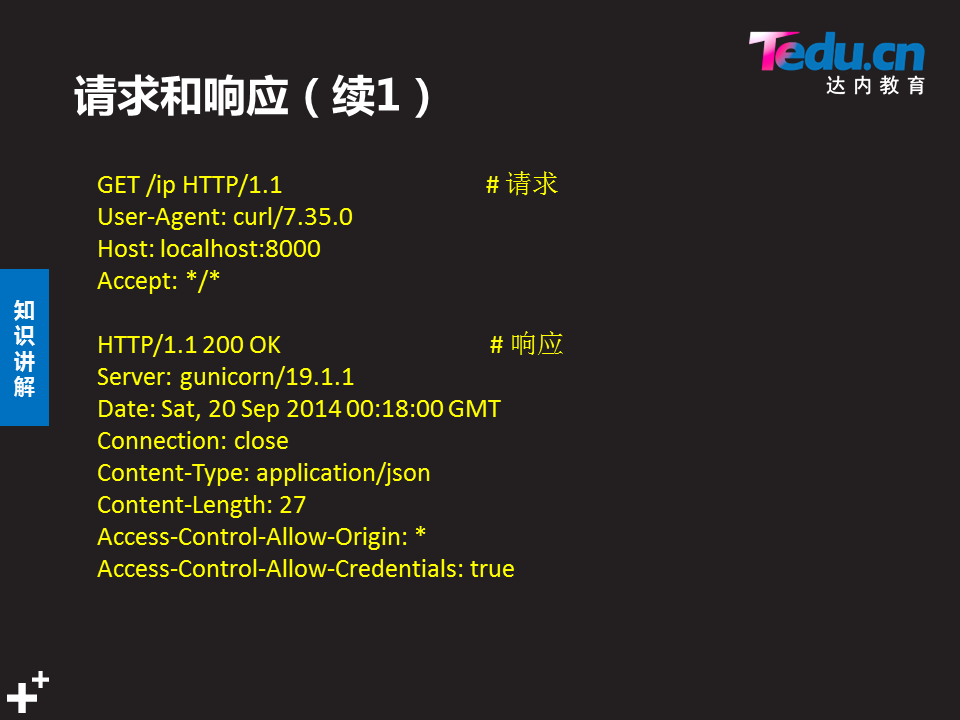 Tedu.cn
达内教育
请求和响应（续1）
GET /ip HTTP/1.1 # 请求
User-Agent: curl/7.35.0
Host: localhost:8000
Accept: */*
知识讲解
HTTP/1.1 200 OK # 响应
Server: gunicorn/19.1.1
Date: Sat, 20 Sep 2014 00:18:00 GMT
Connection: close
Content-Type: application/json
Content-Length: 27
Access-Control-Allow-Origin: *
Access-Control-Allow-Credentials: true